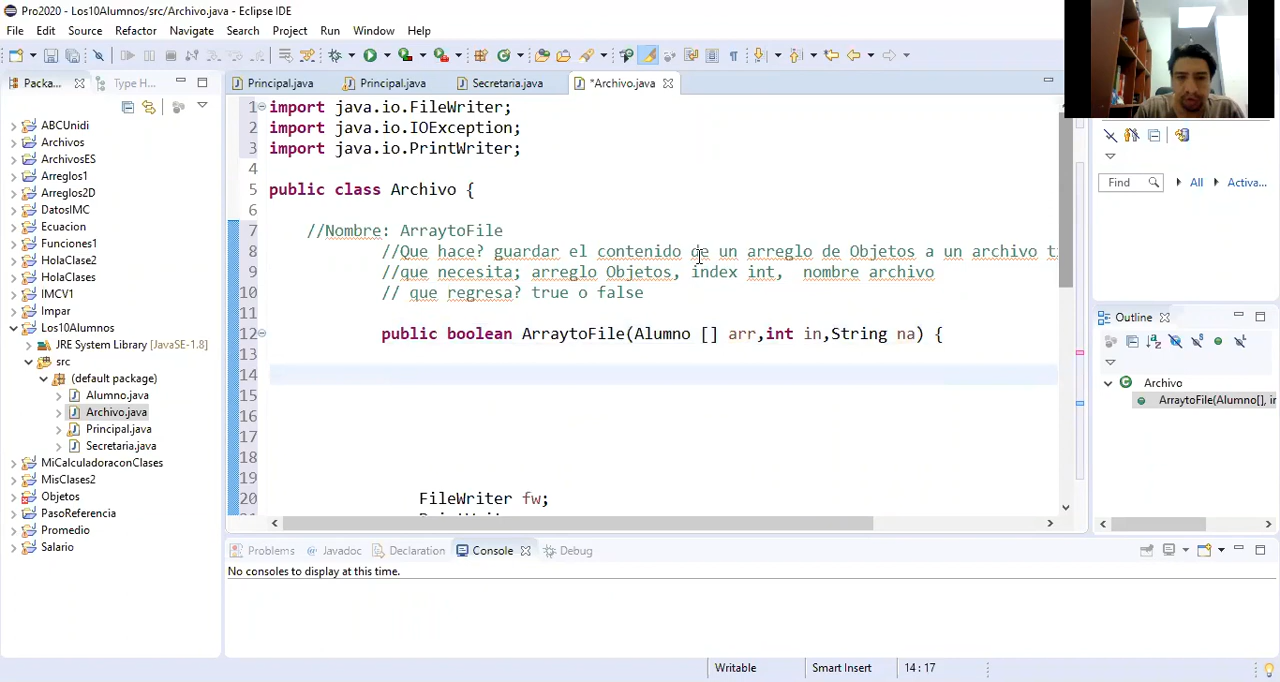 Pro2020 - Los10Alumnos/src/Archivo.java - Eclipse IDE
File Edit Source Refactor Navigate Search Project Run Window Help
Packa... Type H...
Principal.java Principal.java Secretaria.java *Archivo.java
ABCUnidi
Archivos
ArchivosES
Arreglos1
Arreglos2D
DatosIMC
Ecuacion
Funciones1
HolaClase2
HolaClases
IMCV1
Impar
Los10Alumnos
JRE System Library [JavaSE-1.8]
src
(default package)
Alumno.java
Archivo.java
Principal.java
Secretaria.java
MiCalculadoraconClases
MisClases2
Objetos
PasoReferencia
Promedio
Salario
1 import java.io.FileWriter;
2 import java.io.IOException;
3 import java.io.PrintWriter;
4
5 public class Archivo {
6
7 //Nombre: ArraytoFile
8 //Que hace? guardar el contenido de un arreglo de Objetos a un archivo
9 //que necesita; arreglo Objetos, index int, nombre archivo
10 // que regresa? true o false
11
12 public boolean ArraytoFile(Alumno [] arr,int in,String na) {
13
14
15
16
17
18
19
20 FileWriter fw;
Find All Activa...
Outline
Archivo
ArraytoFile(Alumno[], in
Problems Javadoc Declaration Console Debug
No consoles to display at this time.
Writable Smart Insert 14 : 17